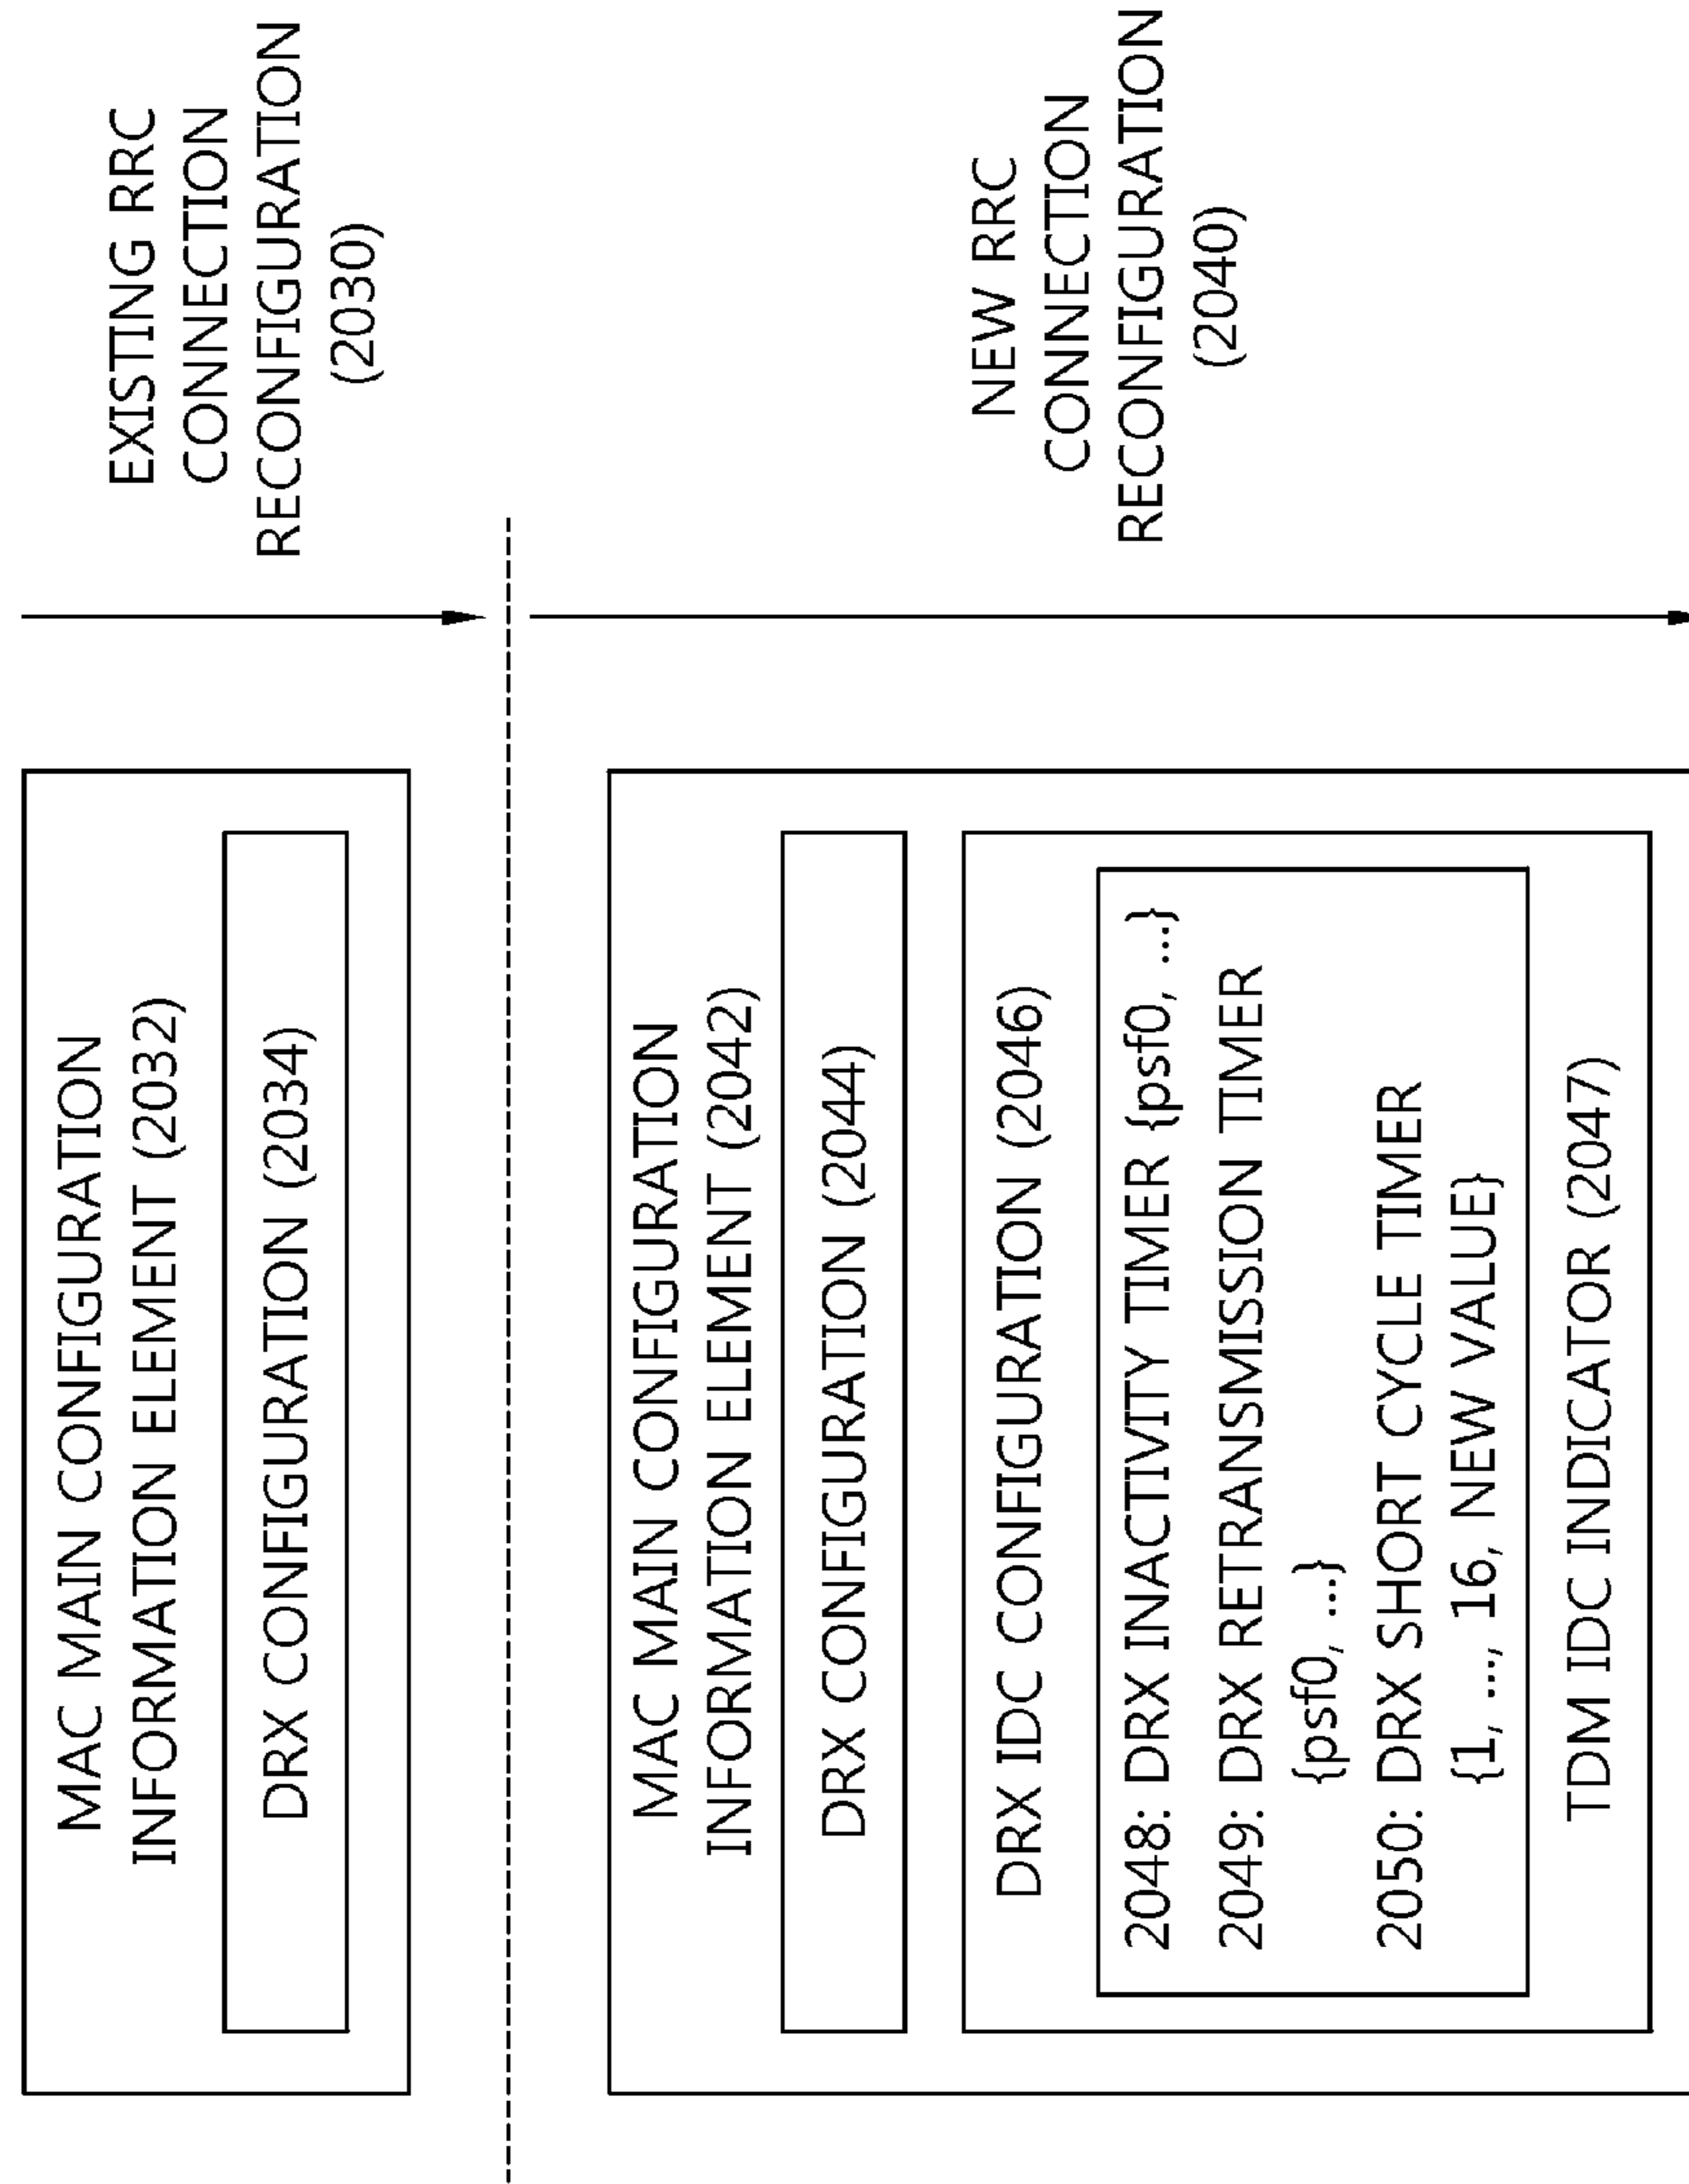 MAC MAIN CONFIGURATION
INFORMATION ELEMENT (2032)
DRX CONFIGURATION (2034)
EXISTING RRC
CONNECTION
RECONFIGURATION
(2030)
MAC MAIN CONFIGURATION
INFORMATION ELEMENT (2042)
DRX CONFIGURATION (2044)
DRX IDC CONFIGURATION (2046)
2048: DRX INACTIVITY TIMER {psf0, ...}
2049: DRX RETRANSMISSION TIMER
{psf0, ...}
2050: DRX SHORT CYCLE TIMER
{1, ..., 16, NEW VALUE}
TDM IDC INDICATOR (2047)
NEW RRC
CONNECTION
RECONFIGURATION
(2040)